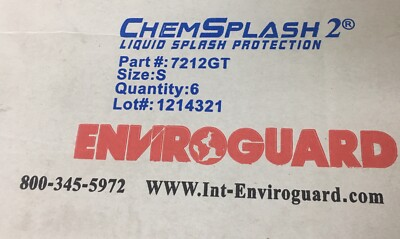 CHEMSPLASH 2®
LIQUID SPLASH PROTECTION
Part #: 7212GT
Size:S
Quantity:6
Lot#: 1214321
ENVIROGUARD
800-345-5972 www.Int-Enviroguard.com